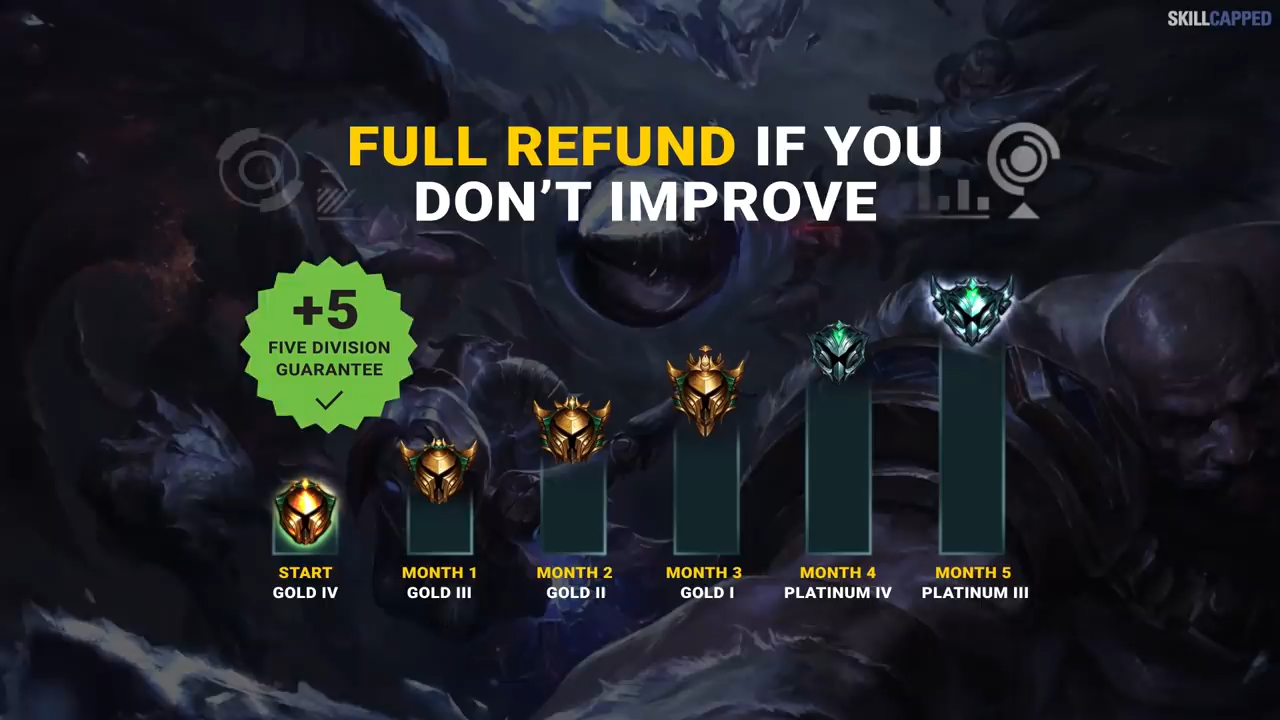 SKILLCAPPED
FULL REFUND IF YOU
DON’T IMPROVE
+5
FIVE DIVISION
GUARANTEE
START
GOLD IV
MONTH 1
GOLD III
MONTH 2
GOLD II
MONTH 3
GOLD I
MONTH 4
PLATINUM IV
MONTH 5
PLATINUM III